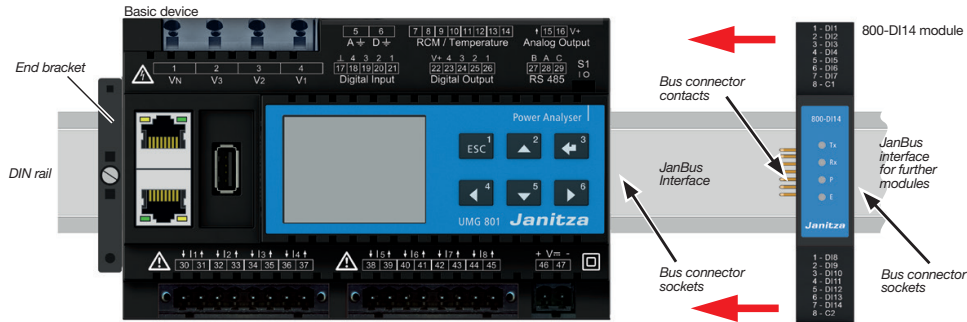 Basic device
End bracket
DIN rail
5 6
A ⏚ D ⏚
7 8 9 10 11 12 13 14
RCM / Temperature
↑ 15 16 V+
Analog Output
1 2 3 4
VN V3 V2 V1
⊥ 4 3 2 1
17 18 19 20 21
Digital Input
V+ 4 3 2 1
22 23 24 25 26
Digital Output
B A C
27 28 29
RS 485
S1
I O
Power Analyser
ESC 1
2
3
4
5
6
UMG 801 Janitza
↓ I1 ↑ ↓ I2 ↑ ↓ I3 ↑ ↓ I4 ↑
30 31 32 33 34 35 36 37
↓ I5 ↑ ↓ I6 ↑ ↓ I7 ↑ ↓ I8 ↑
38 39 40 41 42 43 44 45
+ V= -
46 47
Bus connector
contacts
JanBus
Interface
Bus connector
sockets
1 - DI1
2 - DI2
3 - DI3
4 - DI4
5 - DI5
6 - DI6
7 - DI7
8 - C1
800-DI14 module
800-DI14
Tx
Rx
P
E
Janitza
1 - DI8
2 - DI9
3 - DI10
4 - DI11
5 - DI12
6 - DI13
7 - DI14
8 - C2
JanBus
interface
for further
modules
Bus connector
sockets